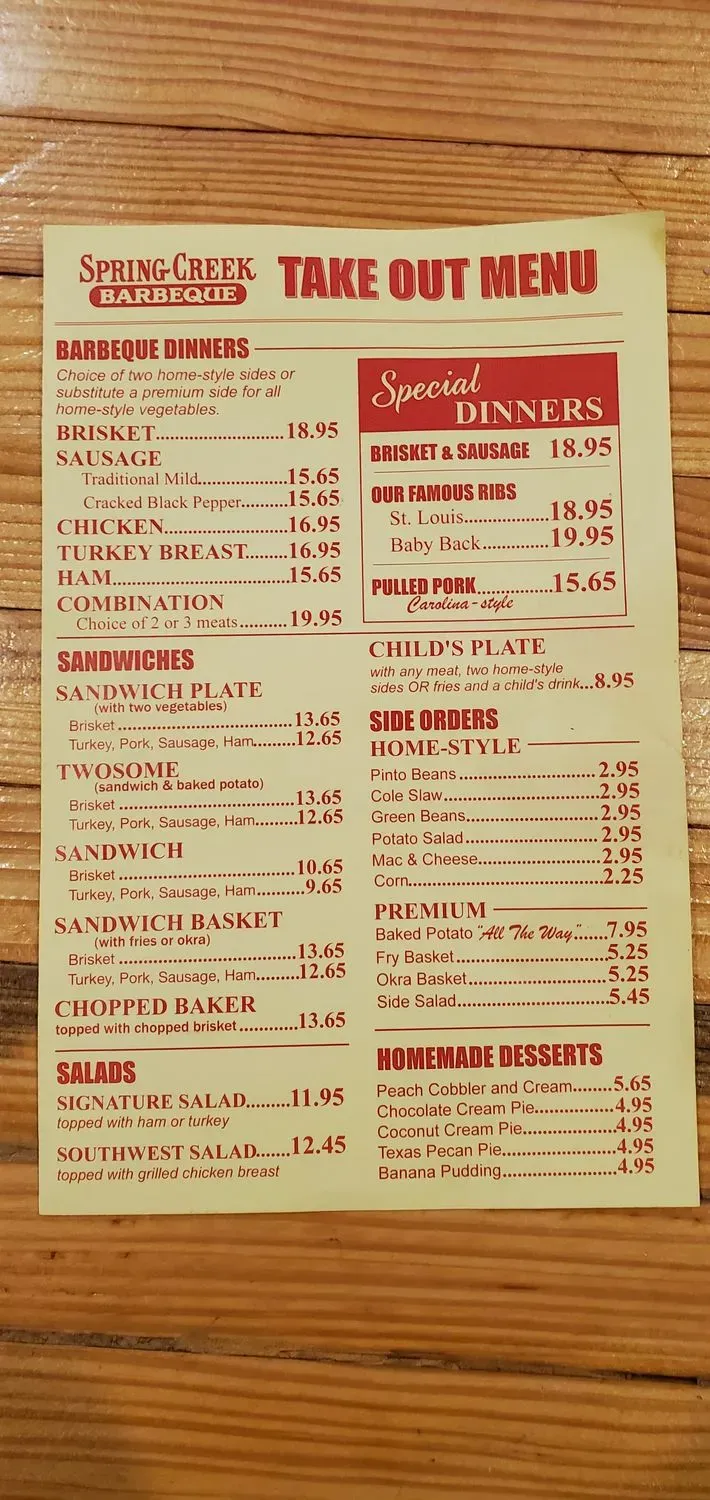 SPRING CREEK
BARBEQUE
TAKE OUT MENU
BARBEQUE DINNERS
Choice of two home-style sides or
substitute a premium side for all
home-style vegetables.
BRISKET............................18.95
SAUSAGE
Traditional Mild....................15.65
Cracked Black Pepper..........15.65
CHICKEN...........................16.95
TURKEY BREAST.........16.95
HAM.......................................15.65
COMBINATION
Choice of 2 or 3 meats..........19.95
Special
DINNERS
BRISKET & SAUSAGE 18.95
OUR FAMOUS RIBS
St. Louis...................18.95
Baby Back...............19.95
PULLED PORK................15.65
Carolina-style
SANDWICHES
SANDWICH PLATE
(with two vegetables)
Brisket ......................................13.65
Turkey, Pork, Sausage, Ham.........12.65
TWOSOME
(sandwich & baked potato)
Brisket ......................................13.65
Turkey, Pork, Sausage, Ham.........12.65
SANDWICH
Brisket ......................................10.65
Turkey, Pork, Sausage, Ham..........9.65
SANDWICH BASKET
(with fries or okra)
Brisket ......................................13.65
Turkey, Pork, Sausage, Ham.........12.65
CHOPPED BAKER
topped with chopped brisket............13.65
SALADS
SIGNATURE SALAD.........11.95
topped with ham or turkey
SOUTHWEST SALAD.......12.45
topped with grilled chicken breast
CHILD'S PLATE
with any meat, two home-style
sides OR fries and a child's drink...8.95
SIDE ORDERS
HOME-STYLE
Pinto Beans ..............................2.95
Cole Slaw..................................2.95
Green Beans.............................2.95
Potato Salad..............................2.95
Mac & Cheese...........................2.95
Corn...........................................2.25
PREMIUM
Baked Potato "All The Way".......7.95
Fry Basket.................................5.25
Okra Basket..............................5.25
Side Salad.................................5.45
HOMEMADE DESSERTS
Peach Cobbler and Cream........5.65
Chocolate Cream Pie.................4.95
Coconut Cream Pie....................4.95
Texas Pecan Pie........................4.95
Banana Pudding.........................4.95